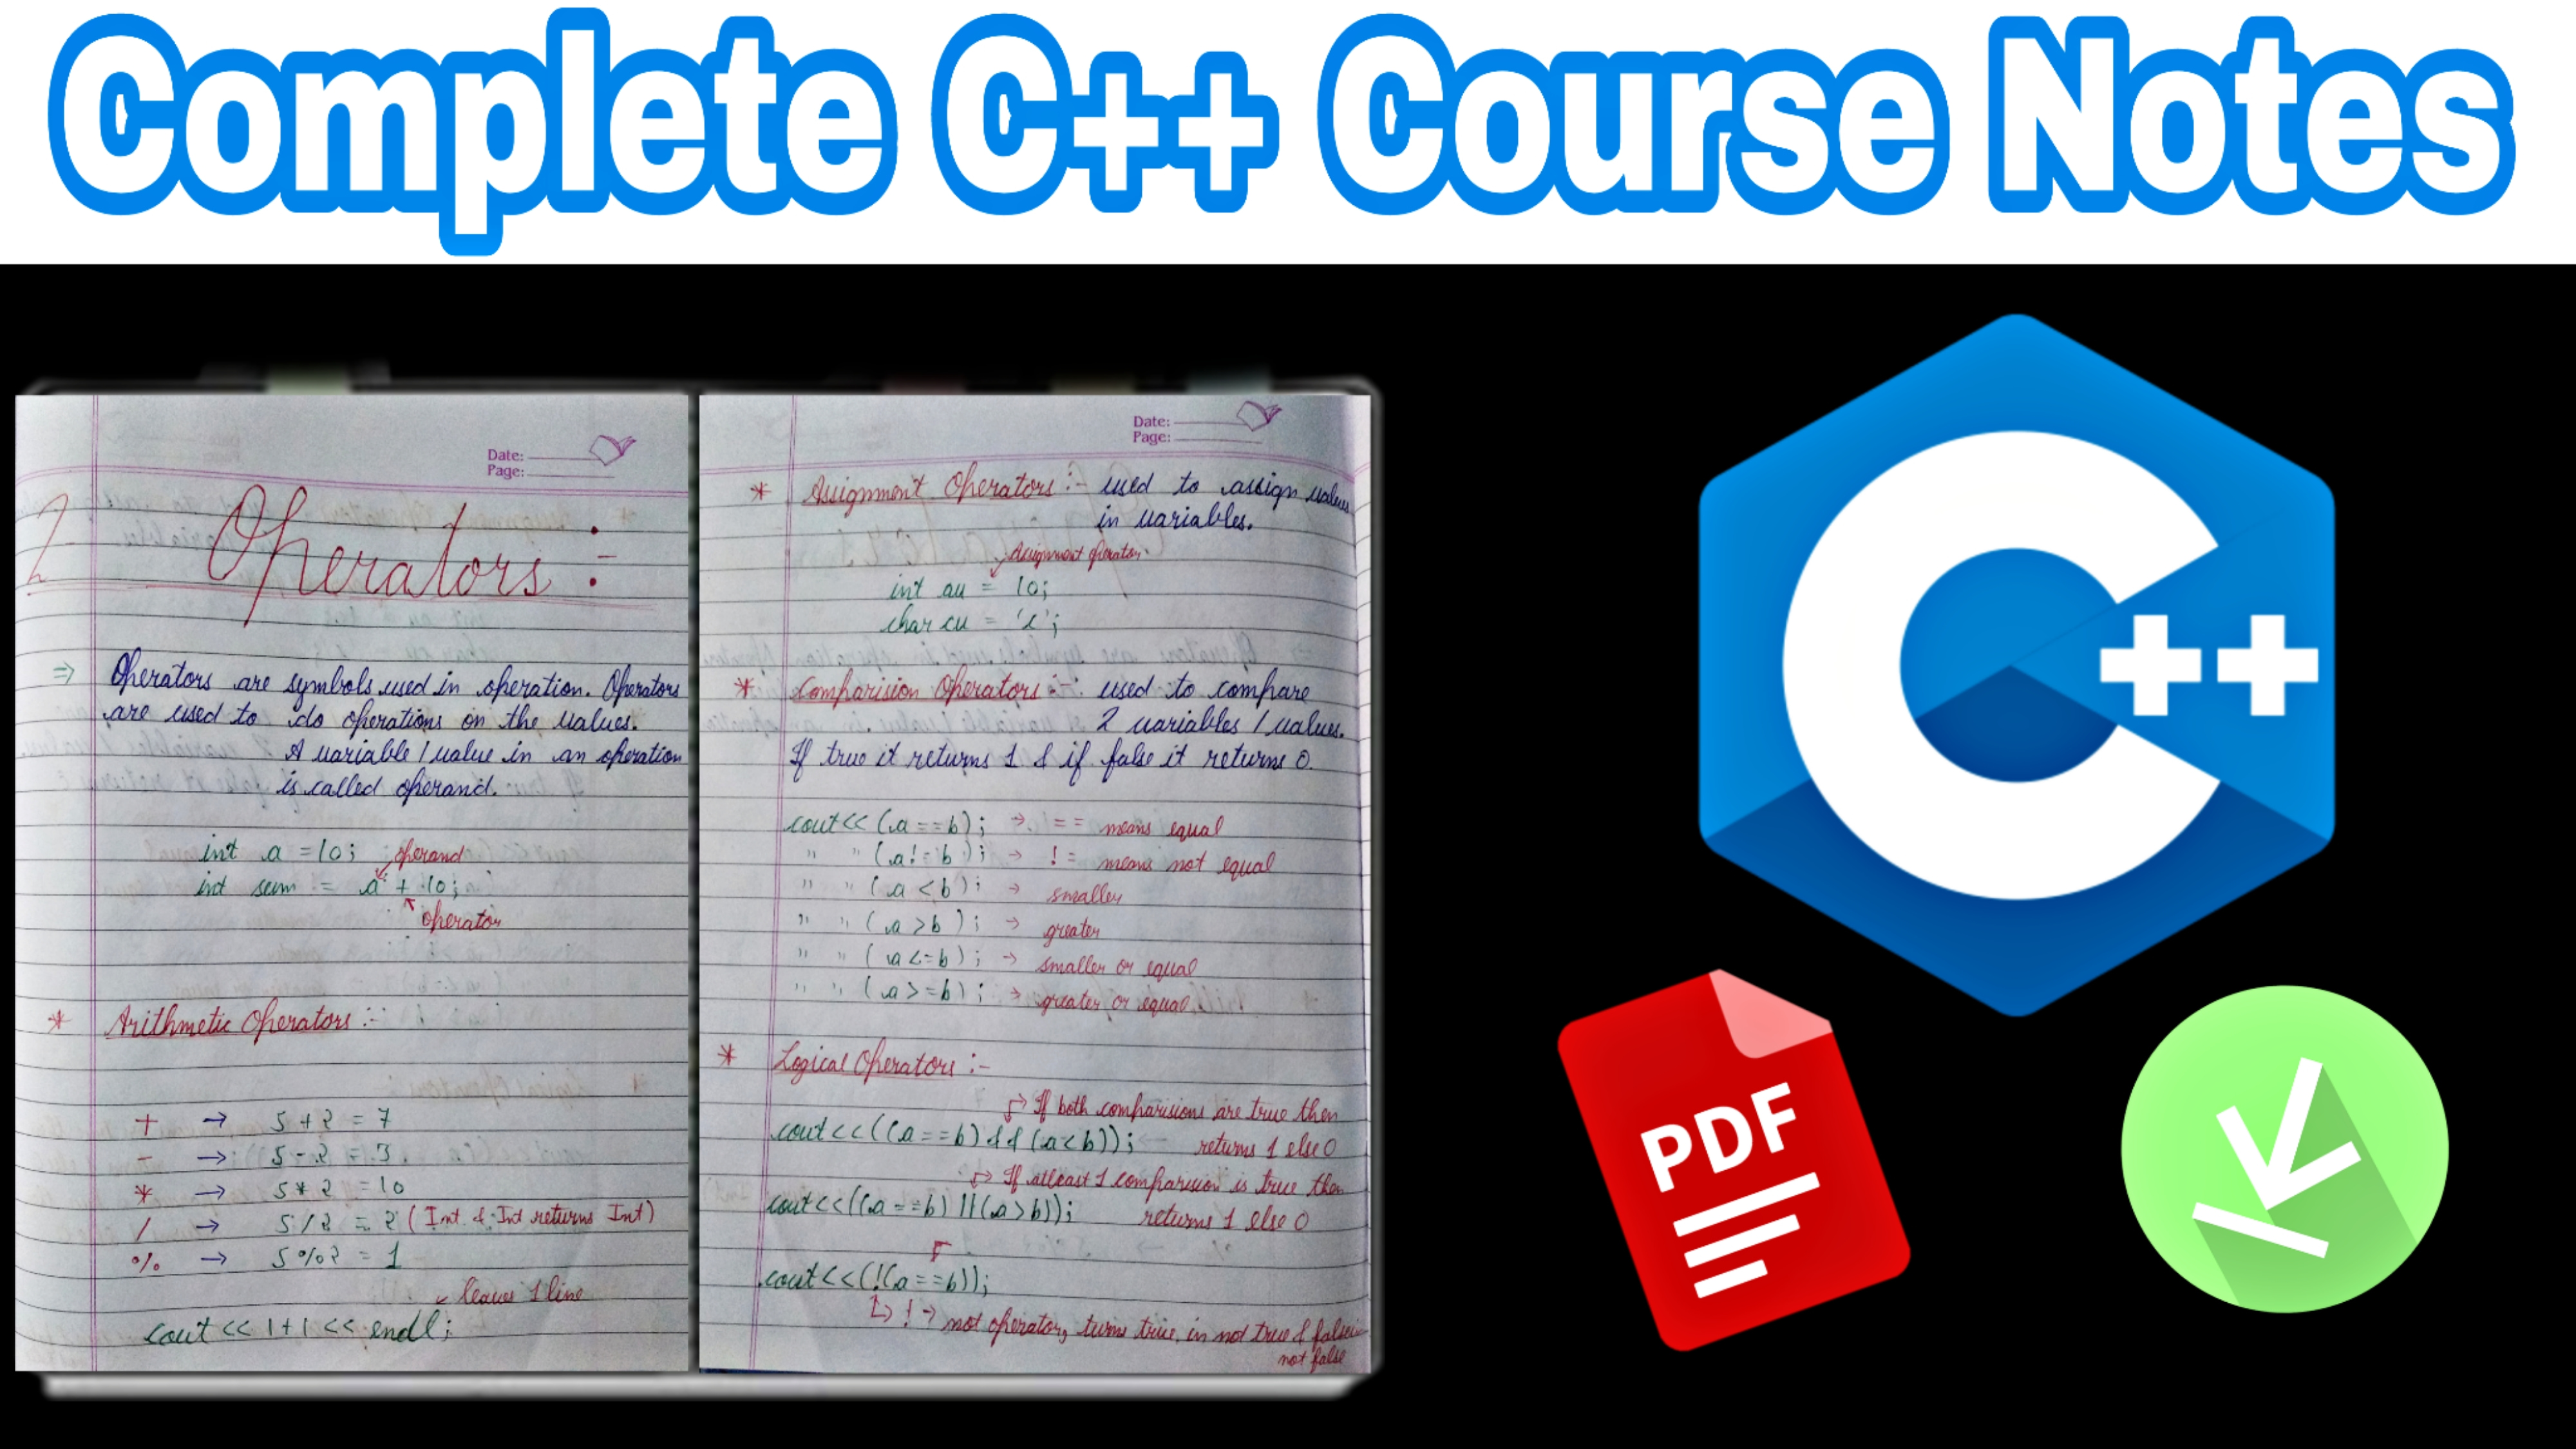 Complete C++ Course Notes
Date:
Page:
Operators :-
⇒ Operators are symbols used in operation. Operators
are used to do operations on the values.
A variable / value in an operation
is called operand.
int a = 10; operand
int sum = a + 10;
operator
* Arithmetic Operators :-
+ → 5 + 2 = 7
- → 5 - 2 = 3
* → 5 * 2 = 10
/ → 5 / 2 = 2 (Int & Int returns Int)
% → 5 % 2 = 1
leaves 1 line
cout << 1+1 << endl;
Date:
Page:
* Assignment Operators :- used to assign values
in variables.
Assignment operator
int au = 10;
char cu = 'c';
* Comparision Operators :- used to compare
2 variables / values.
If true it returns 1 & if false it returns 0.
cout << (a == b); → == means equal
" " (a != b); → != means not equal
" " (a < b); → smaller
" " (a > b); → greater
" " (a <= b); → smaller or equal
" " (a >= b); → greater or equal
* Logical Operators :-
→ If both comparisions are true then
cout << ((a == b) && (a < b)); returns 1 else 0
→ If atleast 1 comparision is true then
cout << ((a == b) || (a > b)); returns 1 else 0
cout << (!(a == b));
→ ! → not operator, turns true in not true & false in
not false
C++
PDF